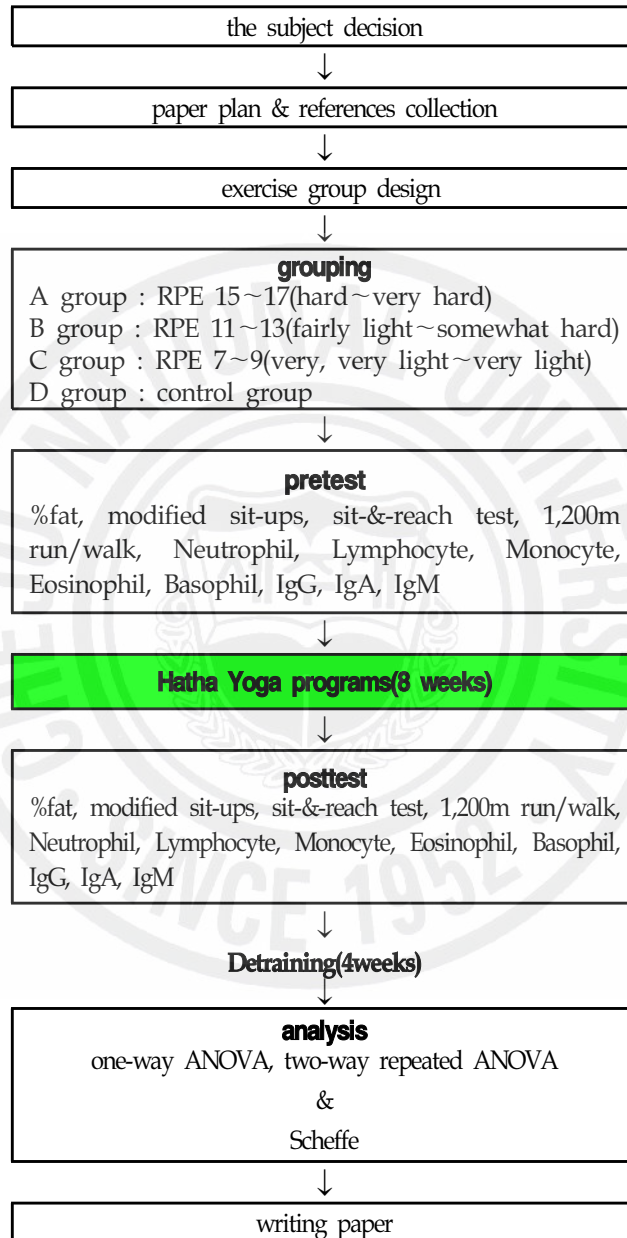 the subject decision
↓
paper plan & references collection
↓
exercise group design
↓
grouping
A group : RPE 15~17(hard~very hard)
B group : RPE 11~13(fairly light~somewhat hard)
C group : RPE 7~9(very, very light~very light)
D group : control group
↓
pretest
%fat, modified sit-ups, sit-&-reach test, 1,200m
run/walk, Neutrophil, Lymphocyte, Monocyte,
Eosinophil, Basophil, IgG, IgA, IgM
↓
Hatha Yoga programs(8 weeks)
↓
posttest
%fat, modified sit-ups, sit-&-reach test, 1,200m run/walk,
Neutrophil, Lymphocyte, Monocyte, Eosinophil, Basophil,
IgG, IgA, IgM
↓
Detraining(4weeks)
↓
analysis
one-way ANOVA, two-way repeated ANOVA
&
Scheffe
↓
writing paper
NATIONAL UNIVERSITY
SINCE 1952